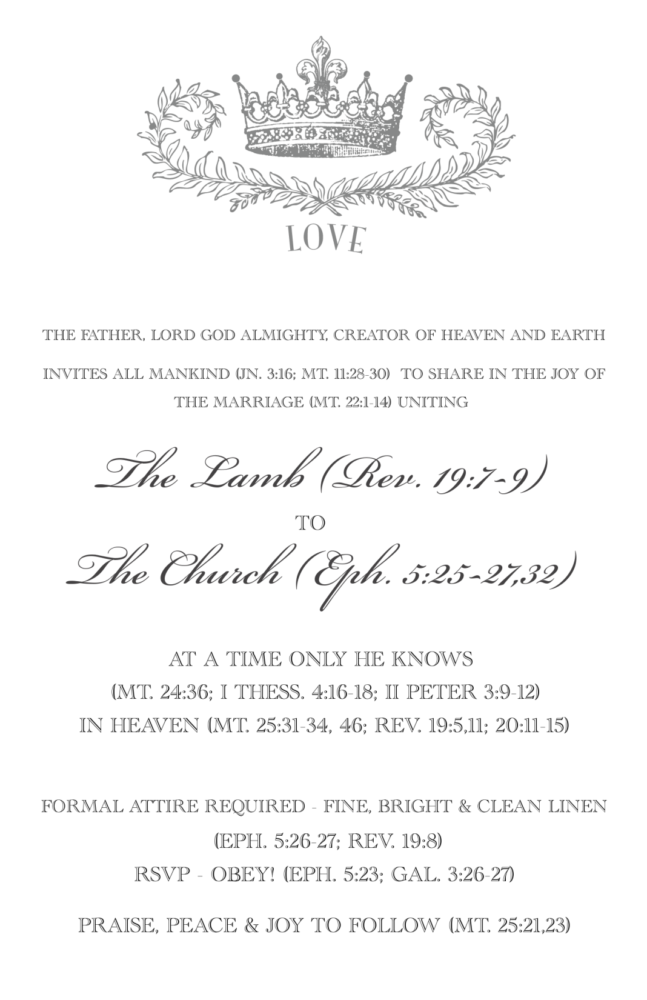 LOVE
THE FATHER, LORD GOD ALMIGHTY, CREATOR OF HEAVEN AND EARTH
INVITES ALL MANKIND (JN. 3:16; MT. 11:28-30) TO SHARE IN THE JOY OF
THE MARRIAGE (MT. 22:1-14) UNITING
The Lamb (Rev. 19:7-9)
TO
The Church (Eph. 5:25-27,32)
AT A TIME ONLY HE KNOWS
(MT. 24:36; I THESS. 4:16-18; II PETER 3:9-12)
IN HEAVEN (MT. 25:31-34, 46; REV. 19:5,11; 20:11-15)
FORMAL ATTIRE REQUIRED - FINE, BRIGHT & CLEAN LINEN
(EPH. 5:26-27; REV. 19:8)
RSVP - OBEY! (EPH. 5:23; GAL. 3:26-27)
PRAISE, PEACE & JOY TO FOLLOW (MT. 25:21,23)